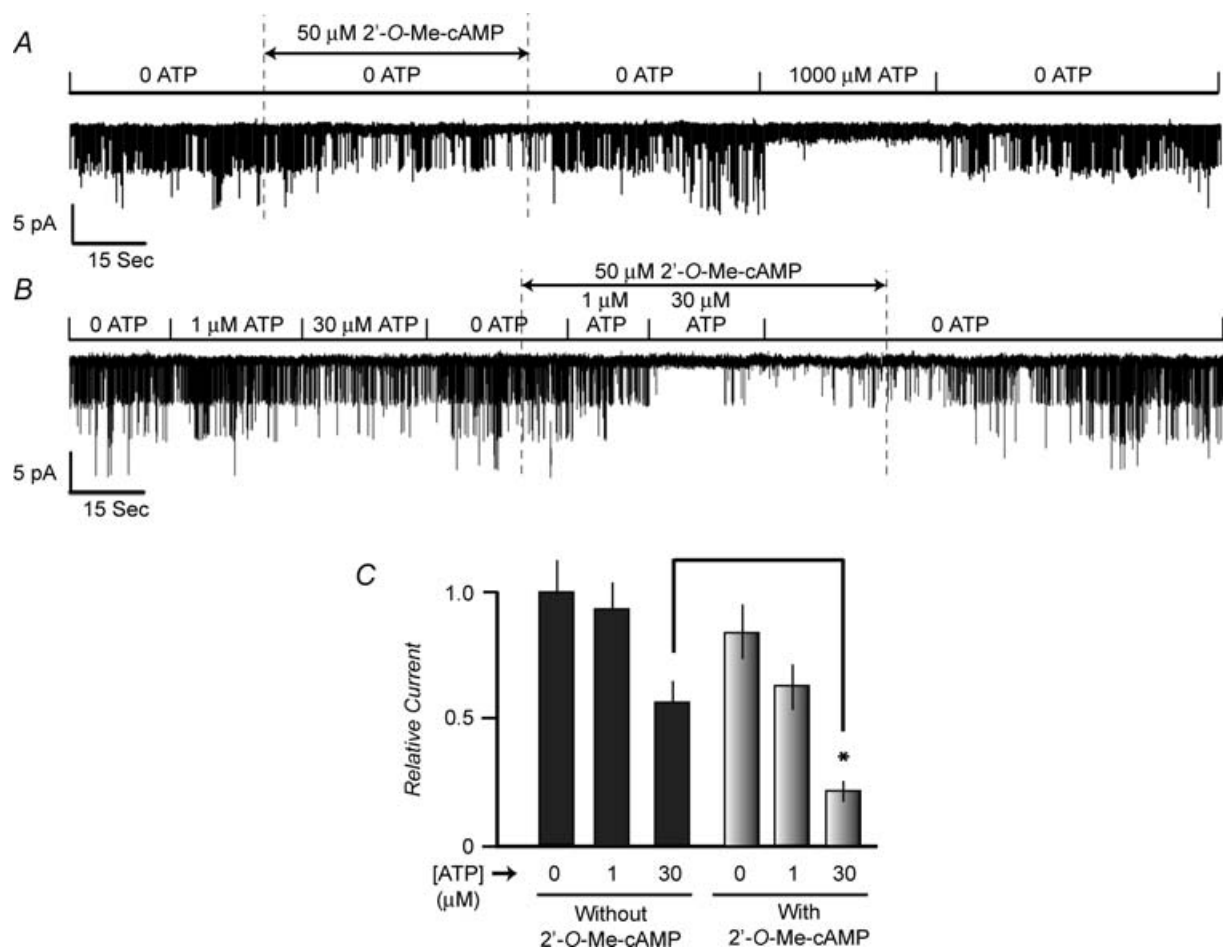 A
50 μM 2'-O-Me-cAMP
0 ATP 0 ATP 0 ATP 1000 μM ATP 0 ATP
5 pA
15 Sec
B
50 μM 2'-O-Me-cAMP
1 μM 30 μM
0 ATP 1 μM ATP 30 μM ATP 0 ATP ATP ATP 0 ATP
5 pA
15 Sec
C
Relative Current
1.0
0.5
0
*
[ATP] → 0 1 30 0 1 30
(μM)
Without With
2'-O-Me-cAMP 2'-O-Me-cAMP